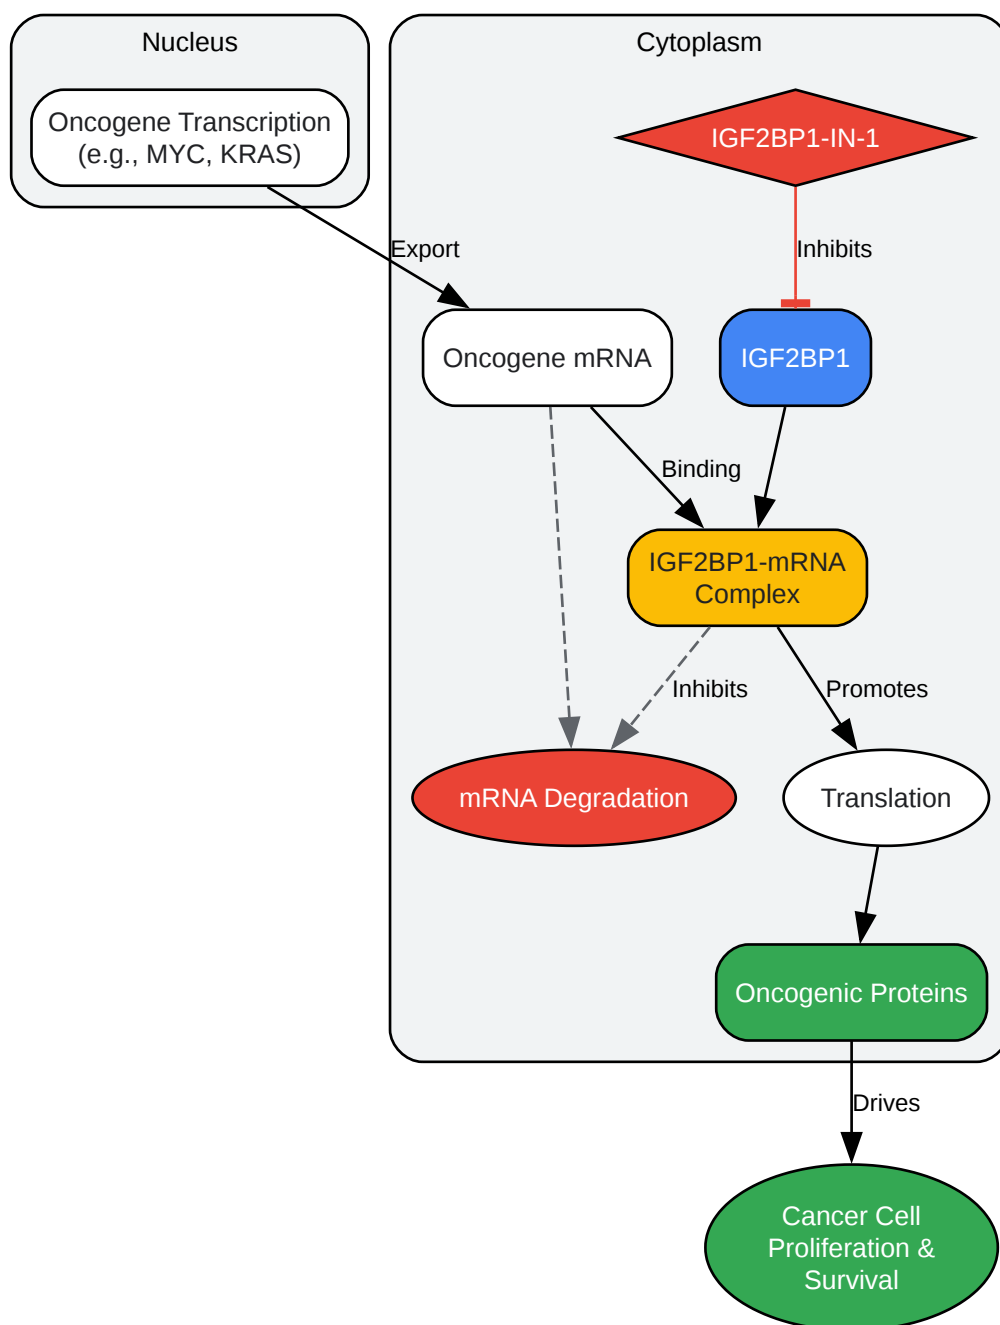 Nucleus
Cytoplasm
Oncogene Transcription
(e.g., MYC, KRAS)
IGF2BP1-IN-1
Export
Inhibits
Oncogene mRNA
IGF2BP1
Binding
IGF2BP1-mRNA
Complex
Inhibits
Promotes
mRNA Degradation
Translation
Oncogenic Proteins
Drives
Cancer Cell
Proliferation &
Survival